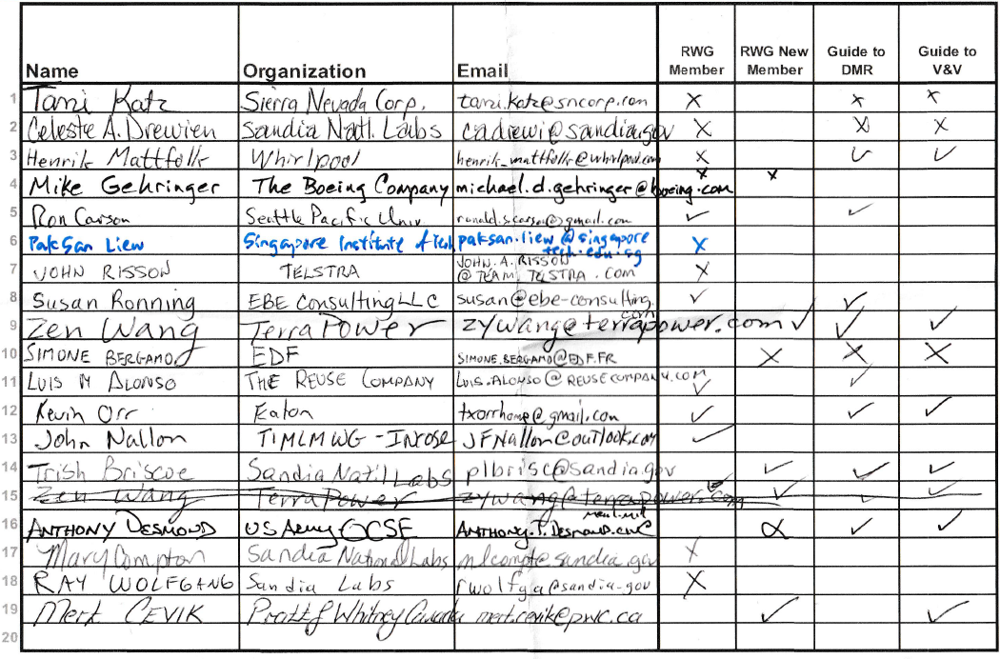 Name Organization Email RWG Member RWG New Member Guide to DMR Guide to V&V
1 Tami Katz Sierra Nevada Corp. tami.katz@sncorp.com X X X
2 Celeste A. Drewien Sandia Natl. Labs cadrewi@sandia.gov X X X
3 Henrik Mattfolk Whirlpool henrik_mattfolk@whirlpool.com X ✓ ✓
4 Mike Gehringer The Boeing Company michael.d.gehringer@boeing.com X X
5 Ron Carson Seattle Pacific Univ. ronald.s.carson@gmail.com ✓ ✓
6 PakSan Liew Singapore Institute of Tech paksan.liew@singaporetech.edu.sg X
7 JOHN RISSON TELSTRA JOHN.A.RISSON @TEAM.TELSTRA.COM X
8 Susan Ronning EBE Consulting LLC susan@ebe-consulting.com ✓ ✓
9 Zen Wang TerraPower zywang@terrapower.com ✓ ✓ ✓
10 SIMONE BERGAMO EDF SIMONE.BERGAMO@EDF.FR X X X
11 LUIS M ALONSO THE REUSE COMPANY LUIS.ALONSO@REUSECOMPANY.COM ✓ ✓
12 Kevin Orr Eaton txorrhome@gmail.com ✓ ✓ ✓
13 John Nallon TIMLM WG - INCOSE JFNallon@outlook.com ✓
14 Trish Briscoe Sandia Nat'l Labs plbrisc@sandia.gov ✓ ✓ ✓
15 Zen Wang TerraPower zywang@terrapower.com ✓ ✓ ✓
16 ANTHONY DESMOND US Army CCSE X ✓ ✓
17 Mary Compton Sandia National Labs mlcompt@sandia.gov X
18 RAY WOLFGANG Sandia Labs rwolfga@sandia.gov X
19 Mert CEVIK Pratt & Whitney Canada mert.cevik@pwc.ca ✓ ✓
20